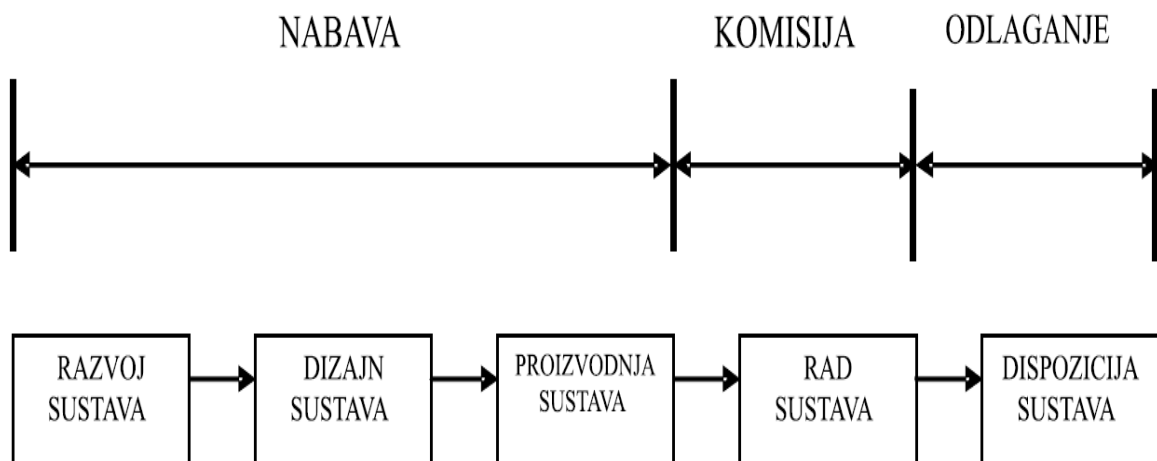 NABAVA
KOMISIJA
ODLAGANJE
RAZVOJ
SUSTAVA
DIZAJN
SUSTAVA
PROIZVODNJA
SUSTAVA
RAD
SUSTAVA
DISPOZICIJA
SUSTAVA